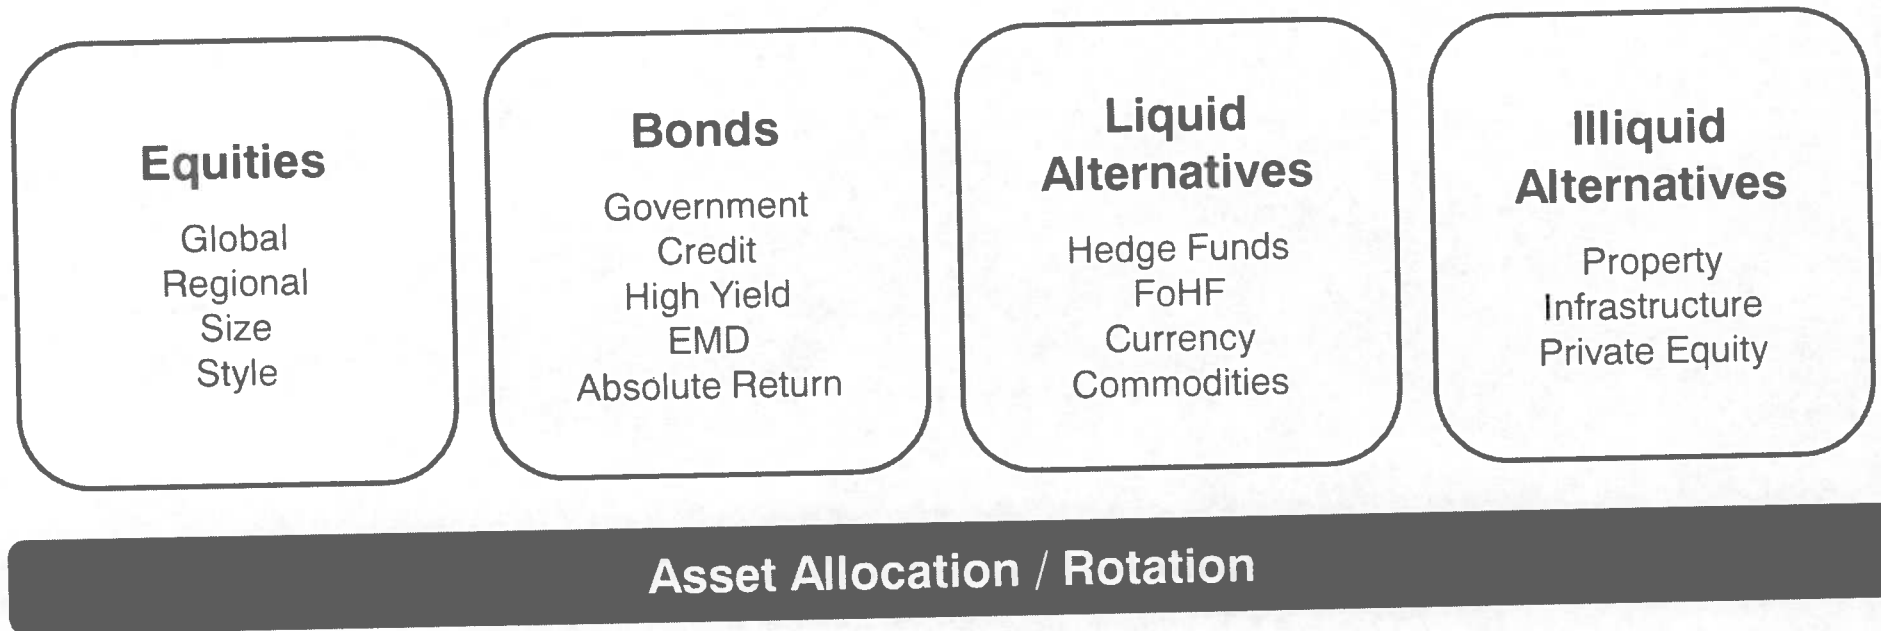 Equities
Global
Regional
Size
Style
Bonds
Government
Credit
High Yield
EMD
Absolute Return
Liquid
Alternatives
Hedge Funds
FoHF
Currency
Commodities
Illiquid
Alternatives
Property
Infrastructure
Private Equity
Asset Allocation / Rotation